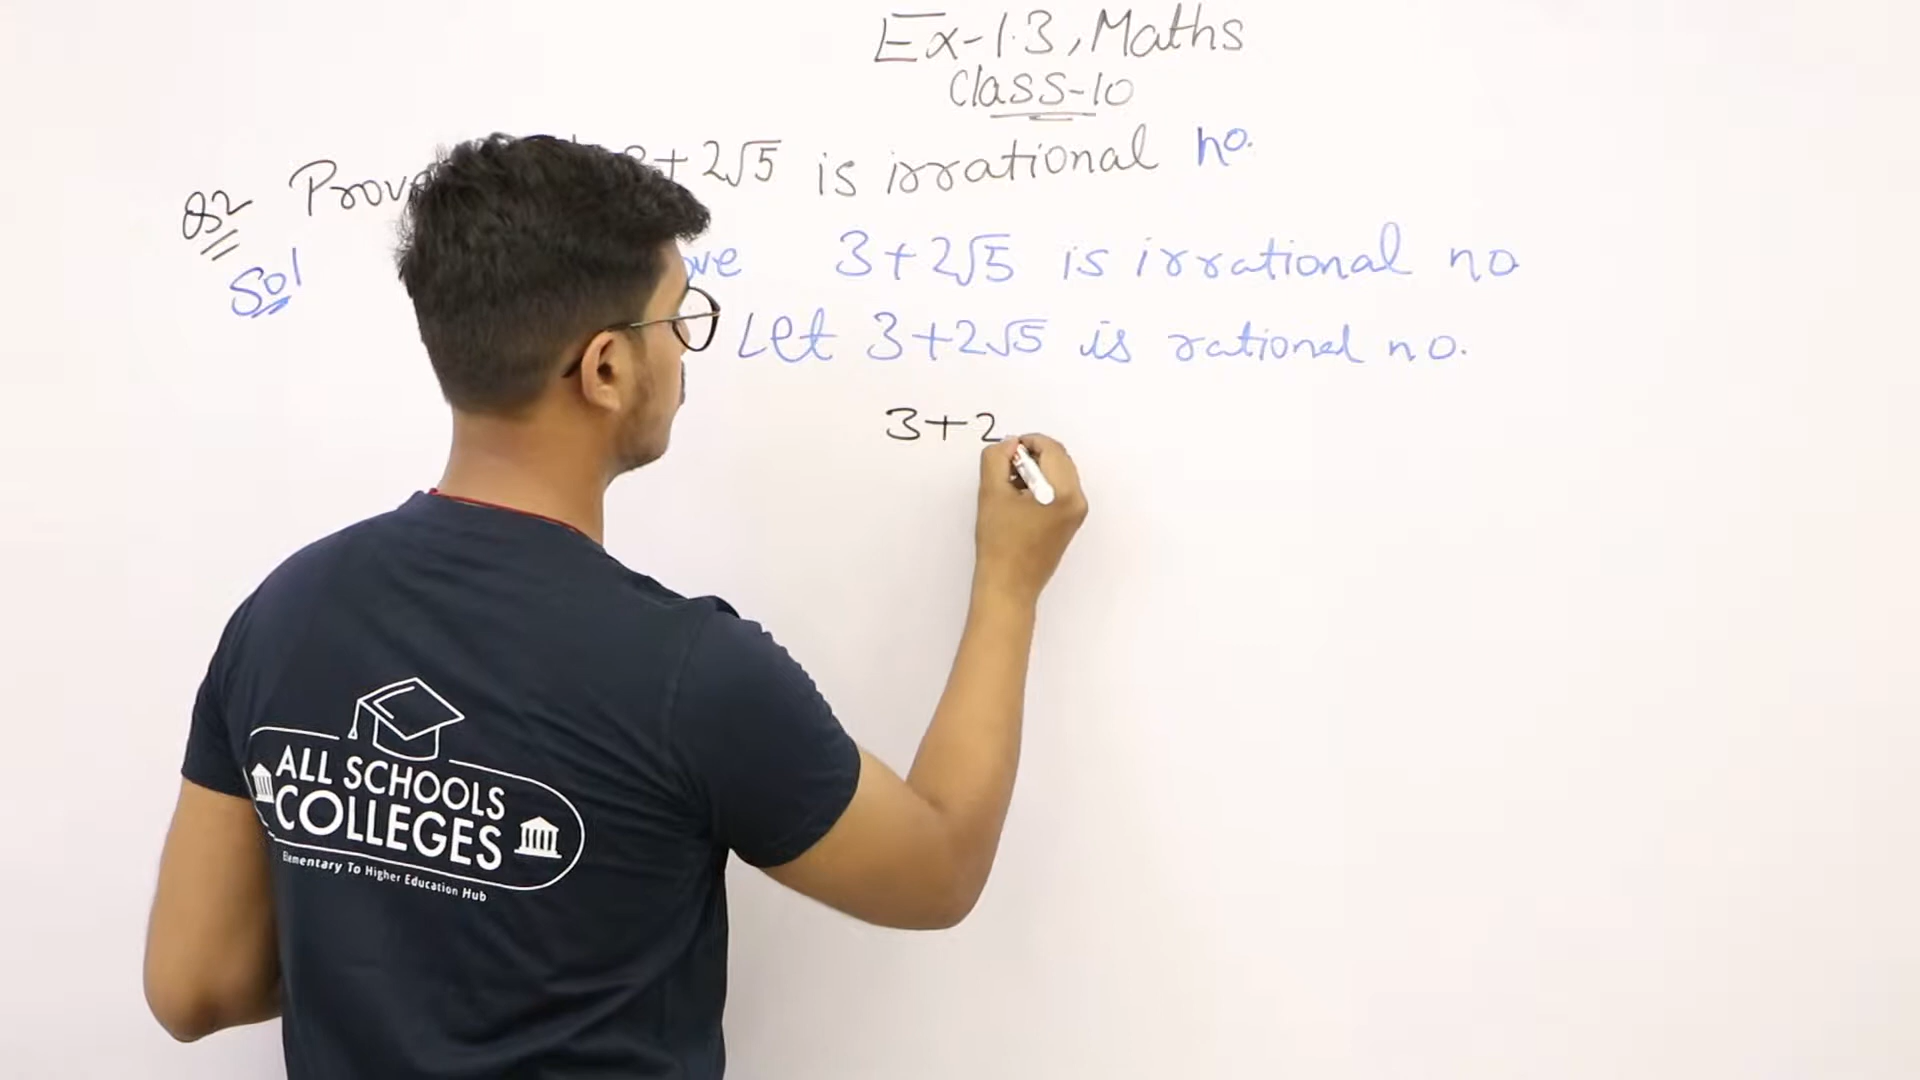 Ex-1.3, Maths
Class-10
Q2 Prove + 2√5 is irrational no.
Sol 3+2√5 is irrational no
Let 3+2√5 is rational no.
3+2
ALL SCHOOLS
COLLEGES
Elementary To Higher Education Hub